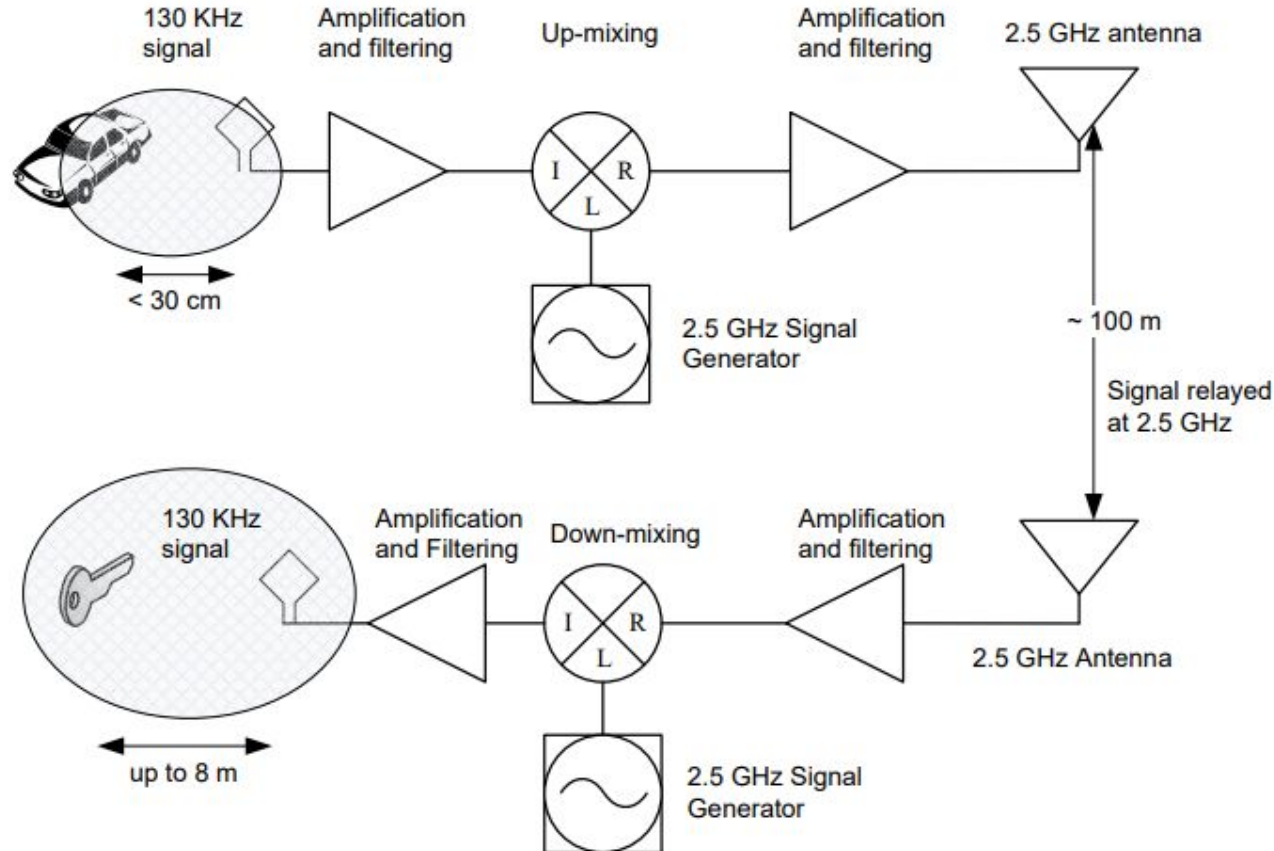 130 KHz
signal
Amplification
and filtering
Up-mixing
Amplification
and filtering
2.5 GHz antenna
I
R
L
< 30 cm
2.5 GHz Signal
Generator
~ 100 m
Signal relayed
at 2.5 GHz
130 KHz
signal
Amplification
and Filtering
Down-mixing
Amplification
and filtering
I
R
L
2.5 GHz Antenna
up to 8 m
2.5 GHz Signal
Generator